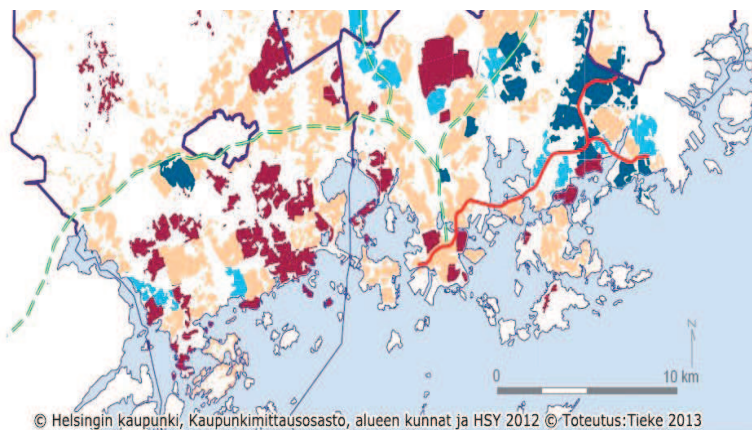 N
0 10 km
© Helsingin kaupunki, Kaupunkimittausosasto, alueen kunnat ja HSY 2012 © Toteutus:Tieke 2013